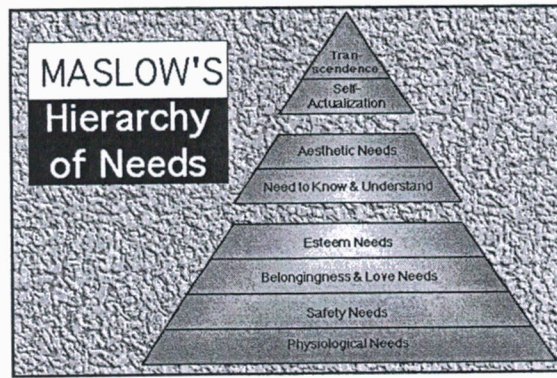 MASLOW'S
Hierarchy
of Needs
Tran-
scendence
Self-
Actualization
Aesthetic Needs
Need to Know & Understand
Esteem Needs
Belongingness & Love Needs
Safety Needs
Physiological Needs